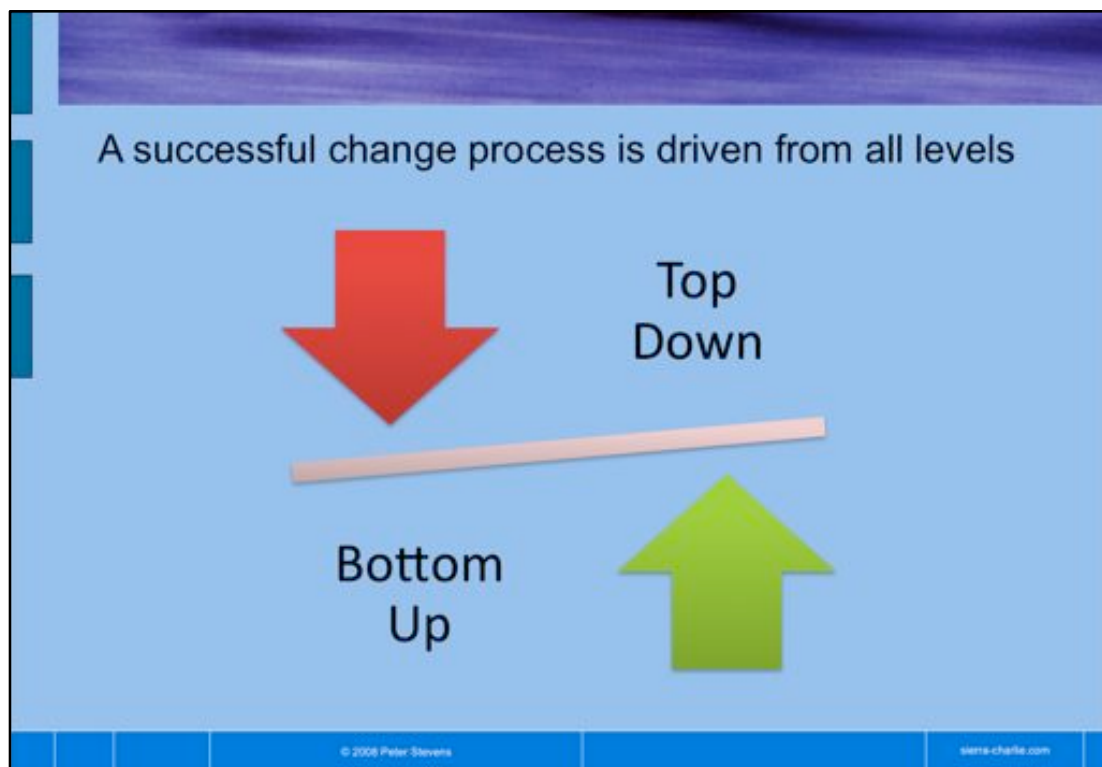 A successful change process is driven from all levels
Top
Down
Bottom
Up
© 2008 Peter Stevens
sierra-charlie.com